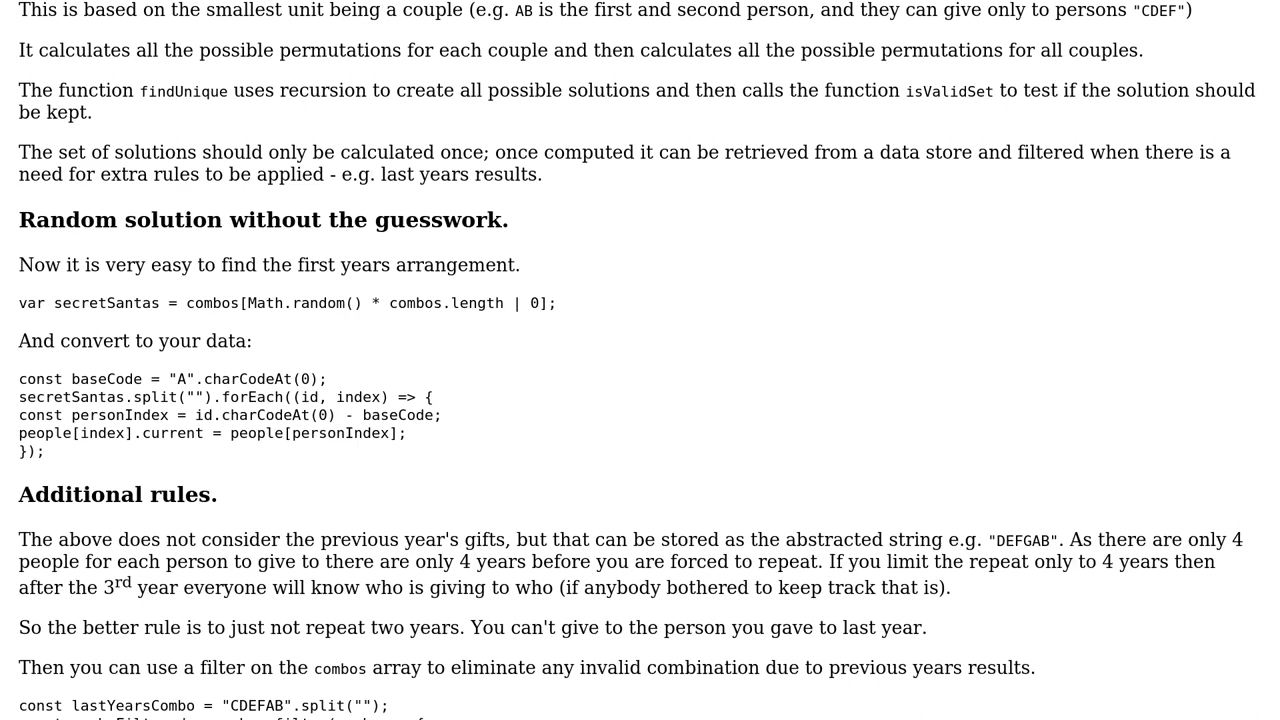 This is based on the smallest unit being a couple (e.g. AB is the first and second person, and they can give only to persons "CDEF")
It calculates all the possible permutations for each couple and then calculates all the possible permutations for all couples.
The function findUnique uses recursion to create all possible solutions and then calls the function isValidSet to test if the solution should
be kept.
The set of solutions should only be calculated once; once computed it can be retrieved from a data store and filtered when there is a
need for extra rules to be applied - e.g. last years results.
Random solution without the guesswork.
Now it is very easy to find the first years arrangement.
var secretSantas = combos[Math.random() * combos.length | 0];
And convert to your data:
const baseCode = "A".charCodeAt(0);
secretSantas.split("").forEach((id, index) => {
const personIndex = id.charCodeAt(0) - baseCode;
people[index].current = people[personIndex];
});
Additional rules.
The above does not consider the previous year's gifts, but that can be stored as the abstracted string e.g. "DEFGAB". As there are only 4
people for each person to give to there are only 4 years before you are forced to repeat. If you limit the repeat only to 4 years then
after the 3rd year everyone will know who is giving to who (if anybody bothered to keep track that is).
So the better rule is to just not repeat two years. You can't give to the person you gave to last year.
Then you can use a filter on the combos array to eliminate any invalid combination due to previous years results.
const lastYearsCombo = "CDEFAB".split("");